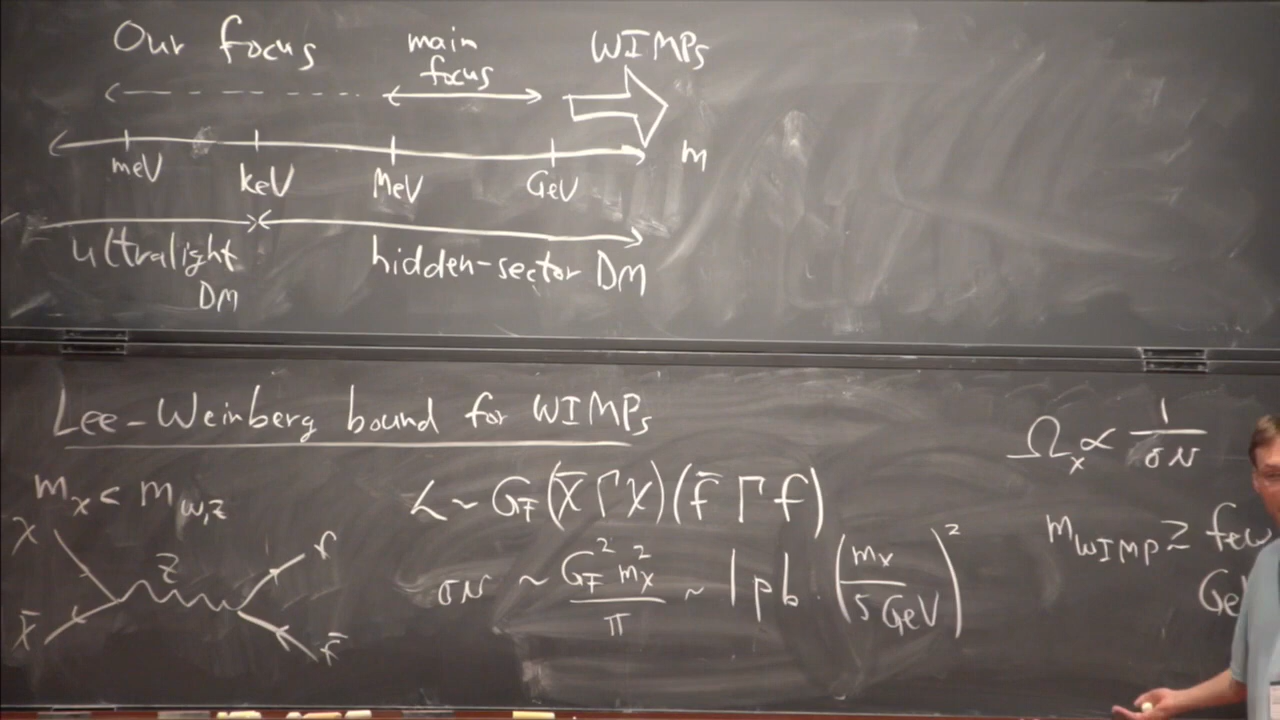 Our focus
main focus
WIMPs
meV keV MeV GeV m
ultralight DM
hidden-sector DM
Lee-Weinberg bound for WIMPs
m_χ < m_{W,Z}
χ
χ̄
Z
f
f̄
L ~ G_F (χ̄ Γ χ)(f̄ Γ f)
σv ~ G_F² m_χ² / π ~ 1 pb · (m_χ / 5 GeV)²
Ω_χ ∝ 1 / σv
m_WIMP ≳ few